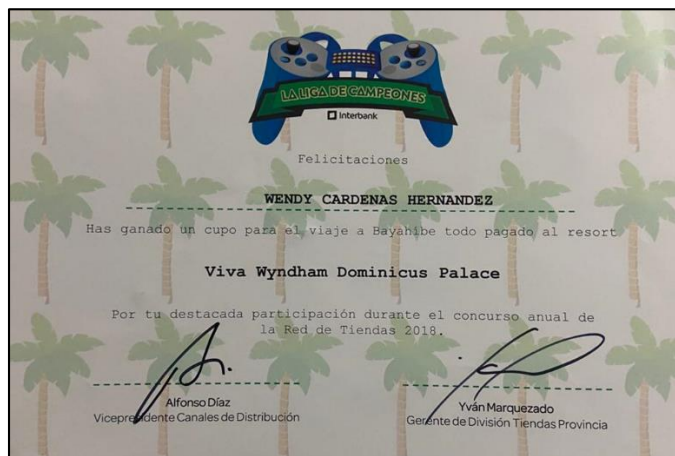 LA LIGA DE CAMPEONES
Interbank
Felicitaciones
WENDY CARDENAS HERNANDEZ
Has ganado un cupo para el viaje a Bayahibe todo pagado al resort
Viva Wyndham Dominicus Palace
Por tu destacada participación durante el concurso anual de
la Red de Tiendas 2018.
Alfonso Díaz
Vicepresidente Canales de Distribución
Yván Marquezado
Gerente de División Tiendas Provincia